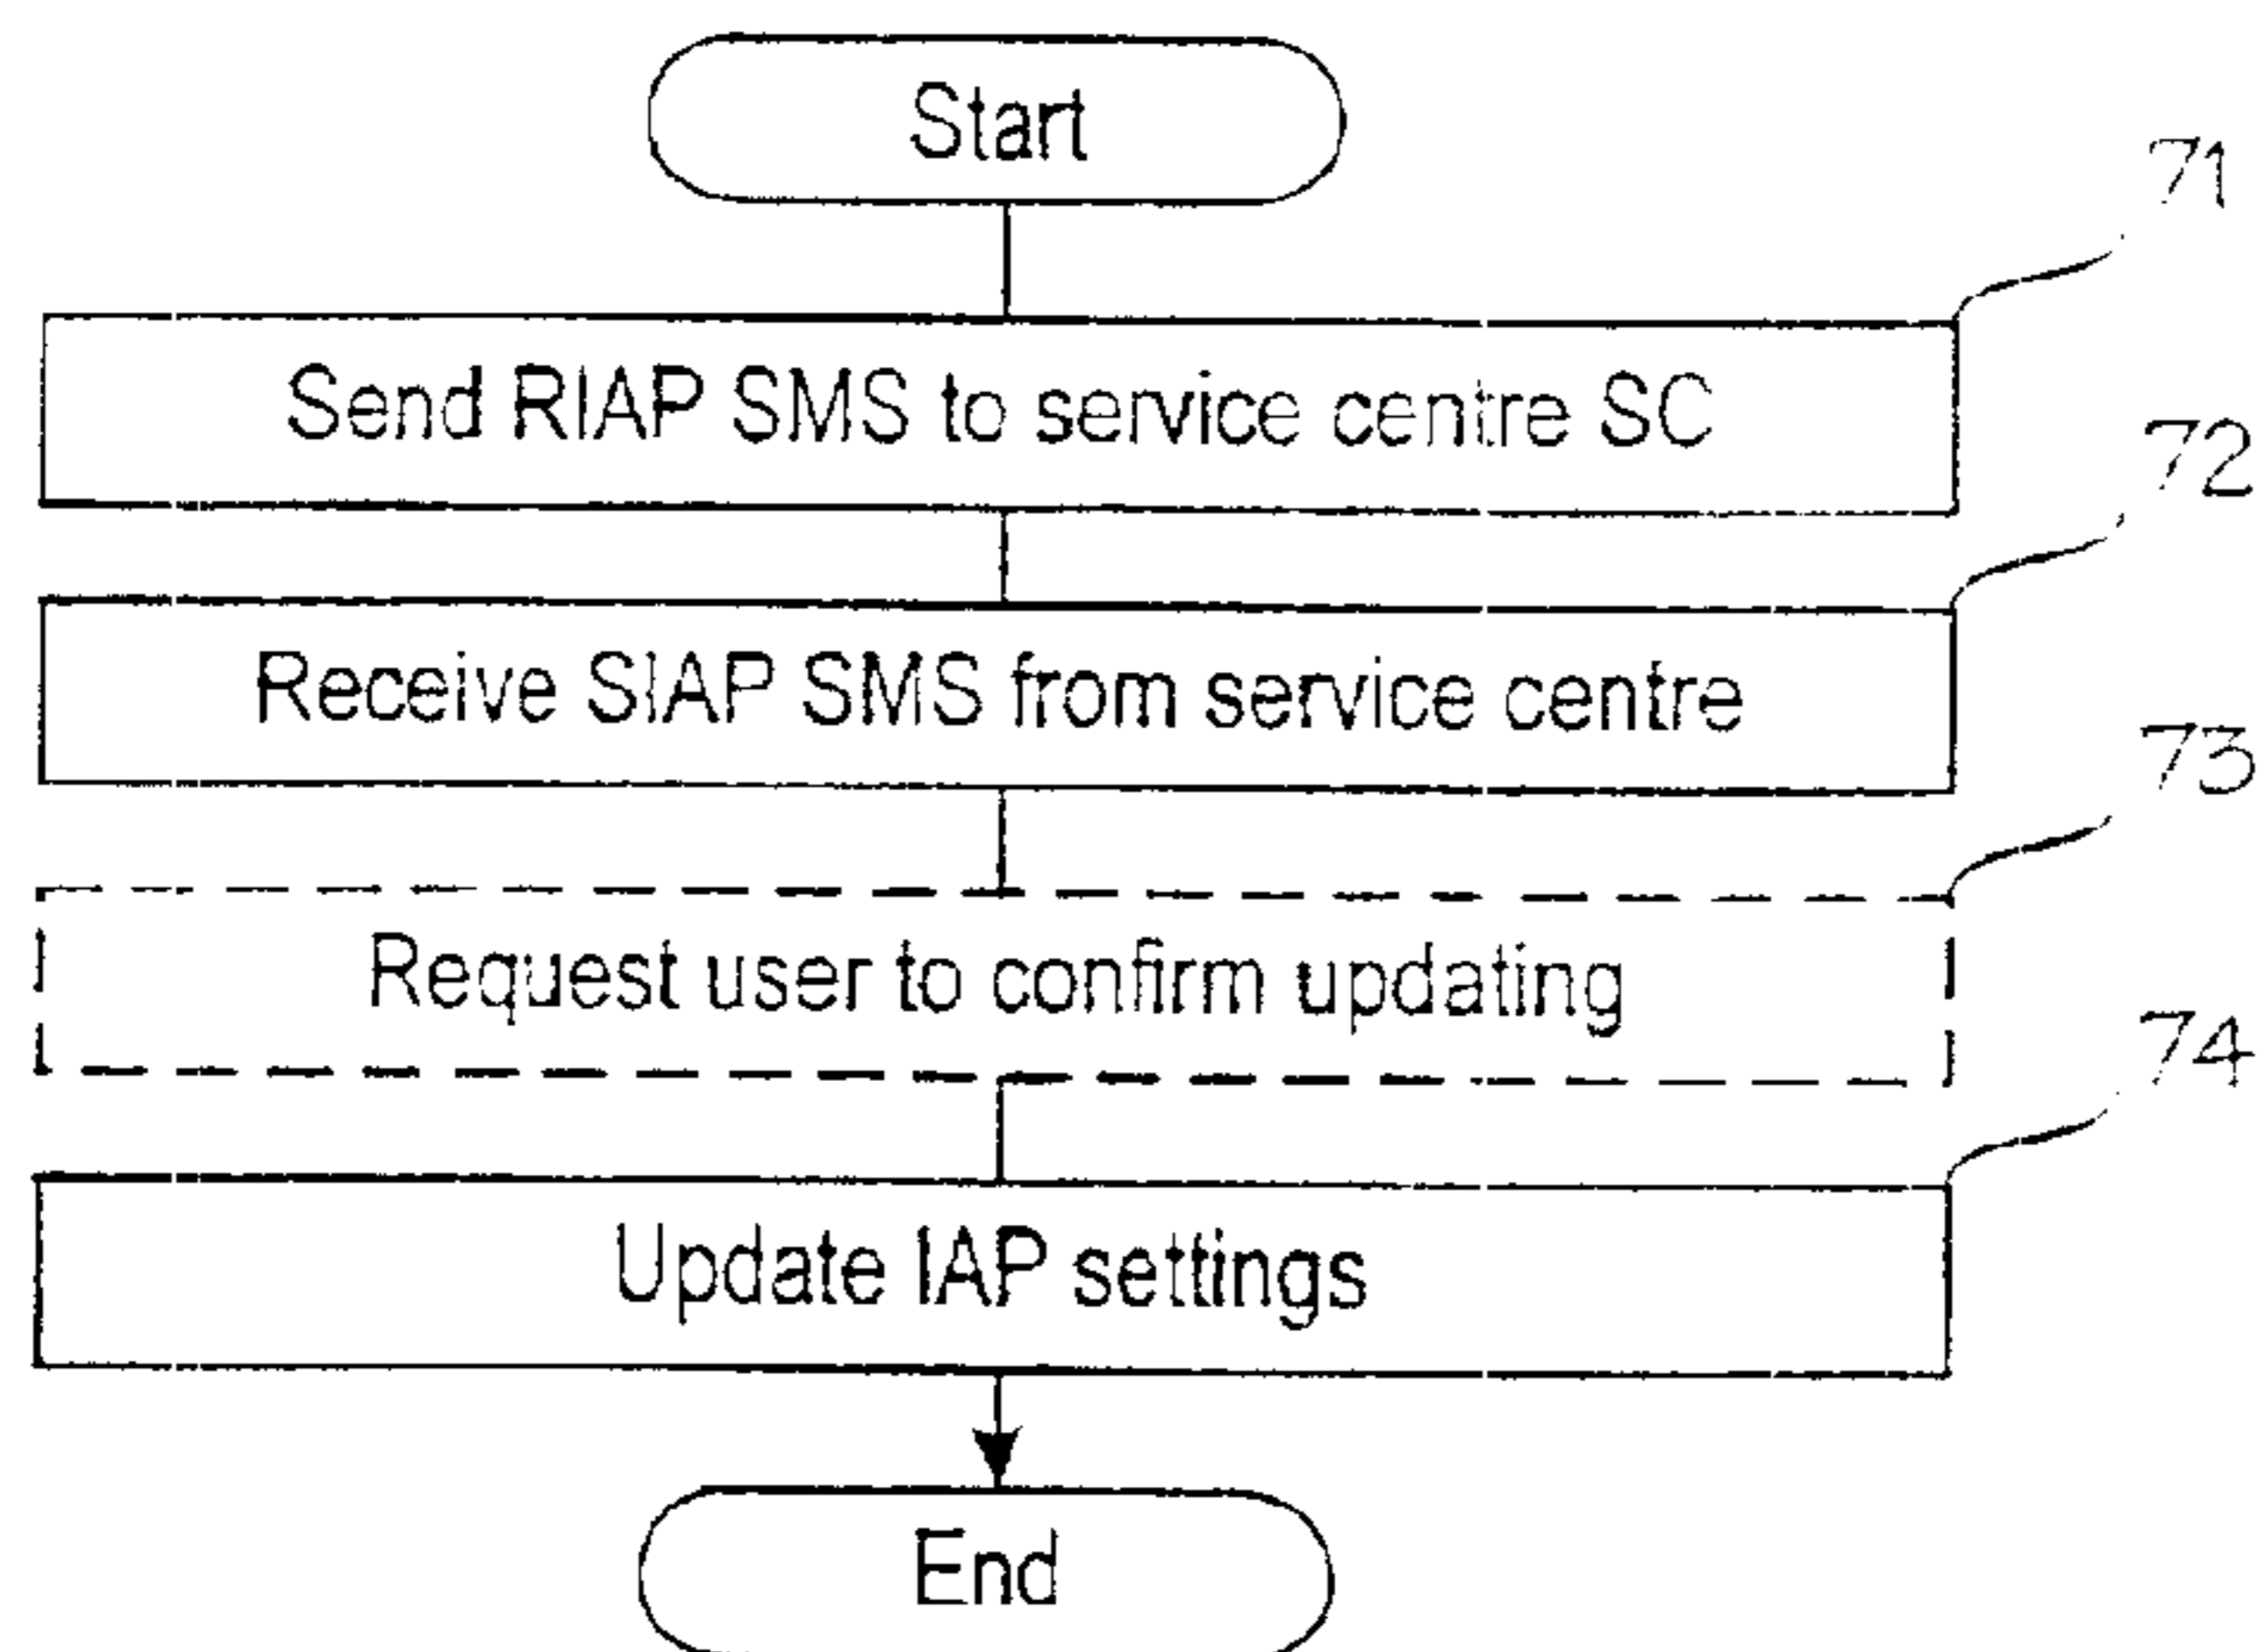 Start
71
Send RIAP SMS to service centre SC
72
Receive SIAP SMS from service centre
73
Request user to confirm updating
74
Update IAP settings
End